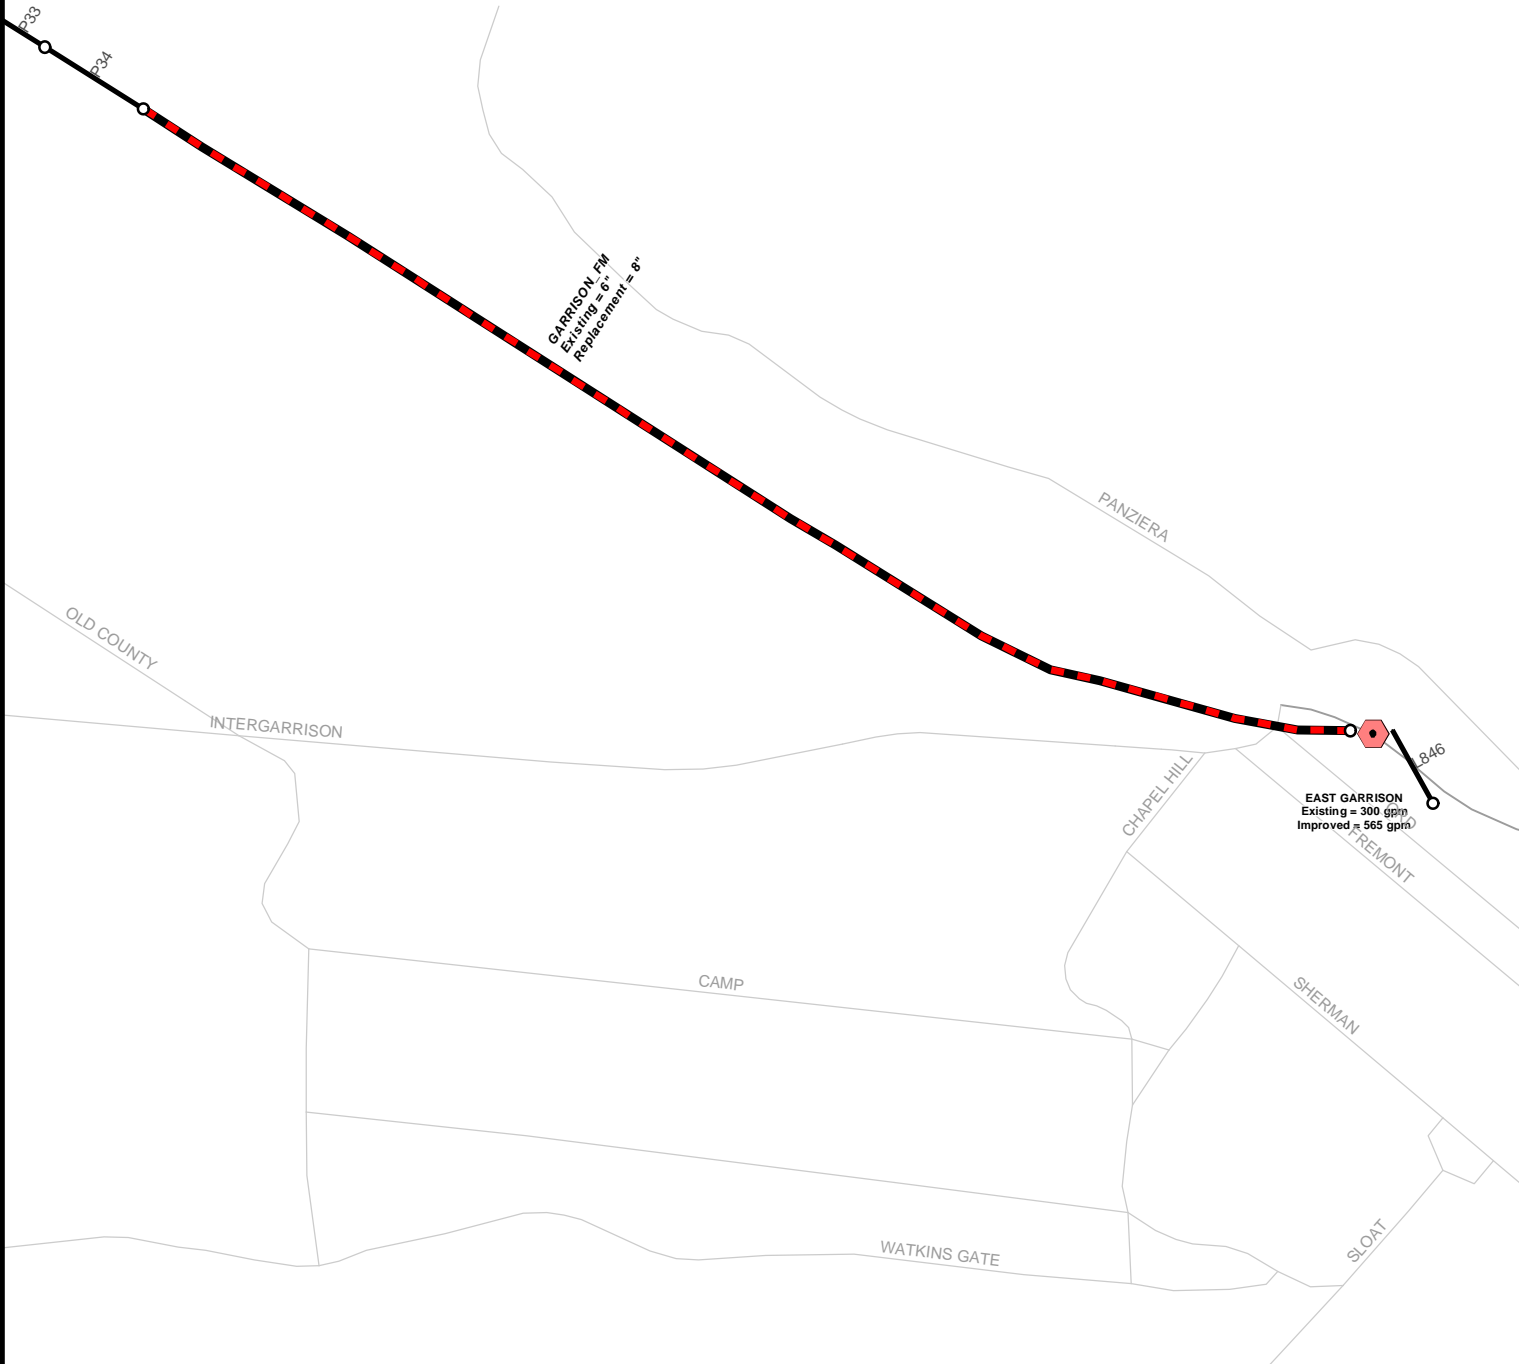 P33
P34
GARRISON_FM
Existing = 6"
Replacement = 8"
PANZIERA
OLD COUNTY
INTERGARRISON
CHAPEL HILL
L846
EAST GARRISON
Existing = 300 gpm
Improved = 565 gpm
ORD
FREMONT
CAMP
SHERMAN
SLOAT
WATKINS GATE